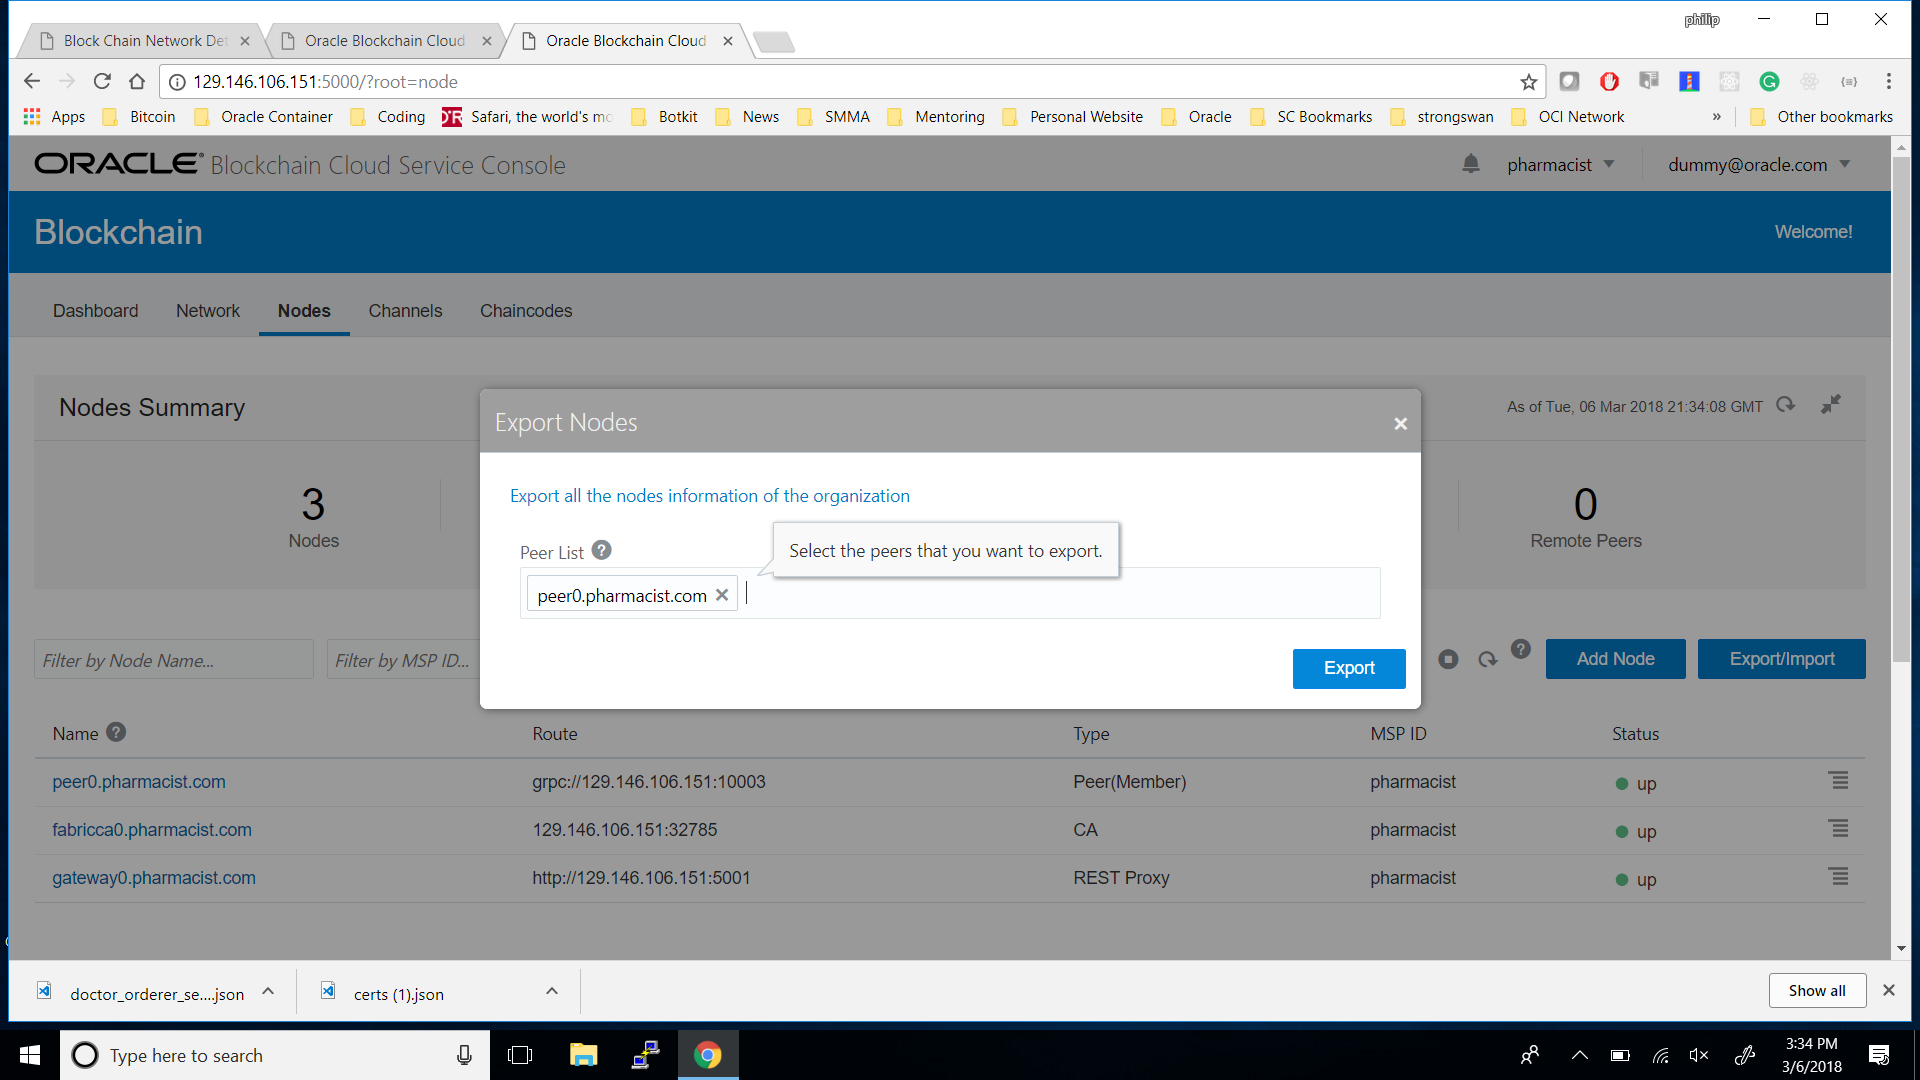 philip
Block Chain Network Det
Oracle Blockchain Cloud
Oracle Blockchain Cloud
129.146.106.151:5000/?root=node
Apps Bitcoin Oracle Container Coding Safari, the world's mo Botkit News SMMA Mentoring Personal Website Oracle SC Bookmarks strongswan OCI Network » Other bookmarks
ORACLE® Blockchain Cloud Service Console
pharmacist
dummy@oracle.com
Blockchain
Welcome!
Dashboard Network Nodes Channels Chaincodes
Nodes Summary
As of Tue, 06 Mar 2018 21:34:08 GMT
3
Nodes
0
Remote Peers
Export Nodes
Export all the nodes information of the organization
Peer List ?
Select the peers that you want to export.
peer0.pharmacist.com
Export
Filter by Node Name...
Filter by MSP ID...
?
Add Node
Export/Import
Name ? Route Type MSP ID Status
peer0.pharmacist.com grpc://129.146.106.151:10003 Peer(Member) pharmacist up
fabricca0.pharmacist.com 129.146.106.151:32785 CA pharmacist up
gateway0.pharmacist.com http://129.146.106.151:5001 REST Proxy pharmacist up
doctor_orderer_se....json
certs (1).json
Show all
Type here to search
3:34 PM
3/6/2018